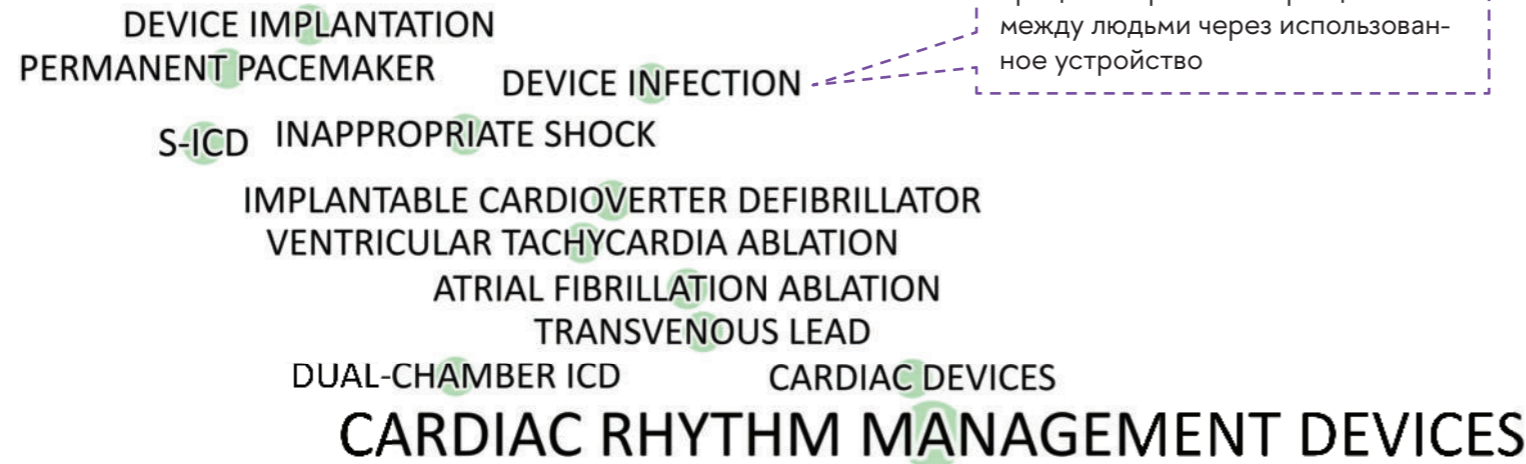 DEVICE IMPLANTATION
между людьми через использован-
ное устройство
PERMANENT PACEMAKER
DEVICE INFECTION
S-ICD
INAPPROPRIATE SHOCK
IMPLANTABLE CARDIOVERTER DEFIBRILLATOR
VENTRICULAR TACHYCARDIA ABLATION
ATRIAL FIBRILLATION ABLATION
TRANSVENOUS LEAD
DUAL-CHAMBER ICD
CARDIAC DEVICES
CARDIAC RHYTHM MANAGEMENT DEVICES